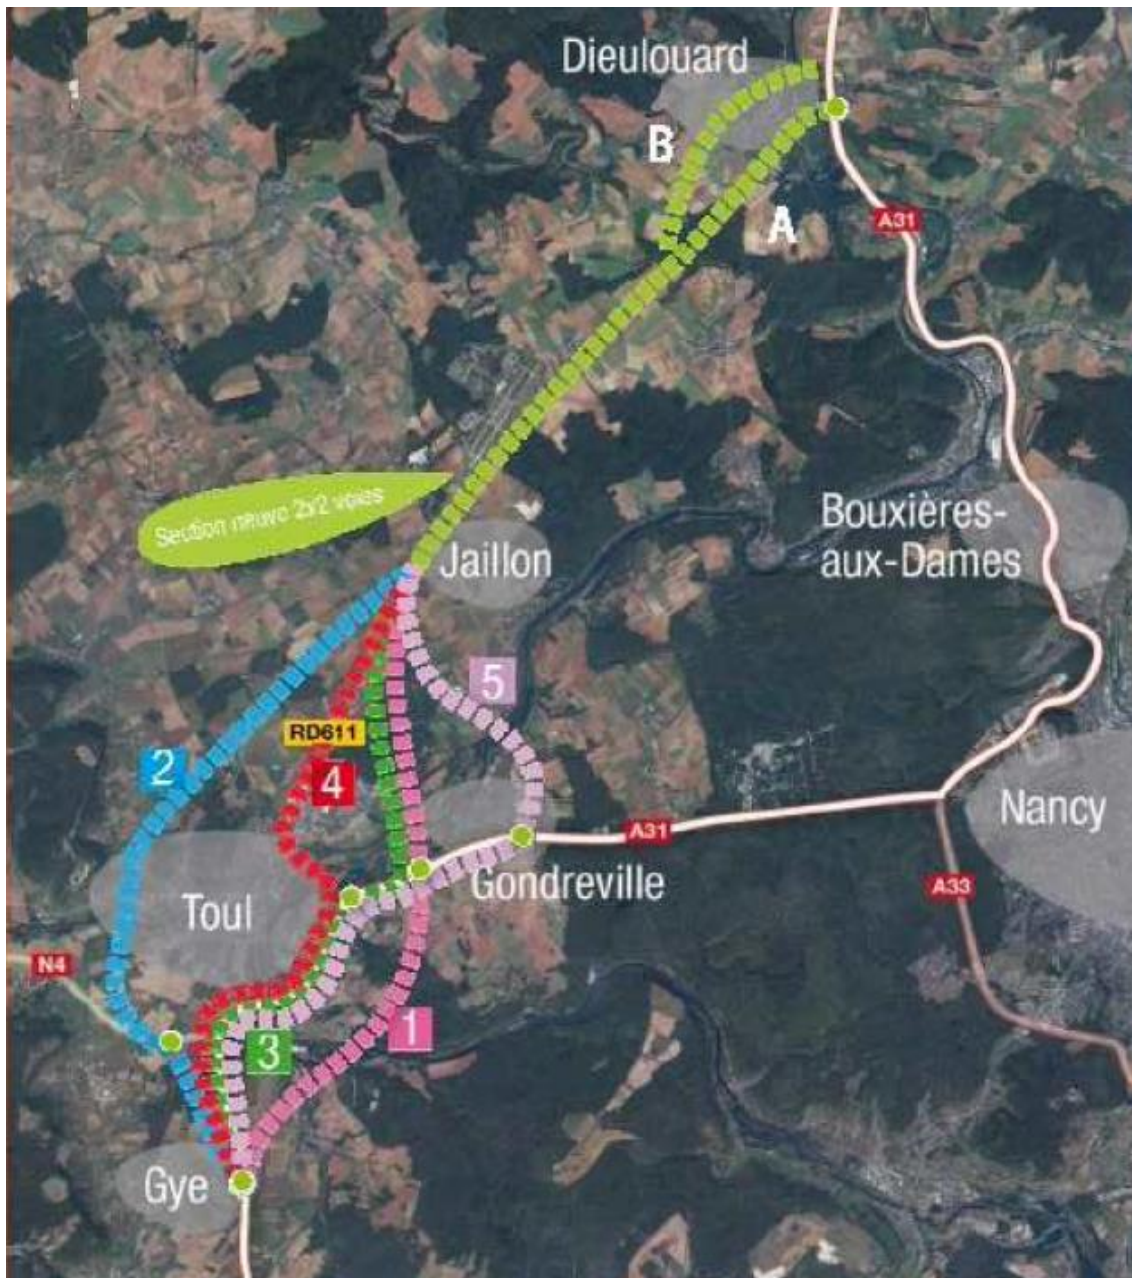 Dieulouard
B
A
A31
Section neuve 2x2 voies
Jaillon
Bouxières-
aux-Dames
5
RD611
2
4
Nancy
A31
Gondreville
A33
Toul
N4
1
3
Gye